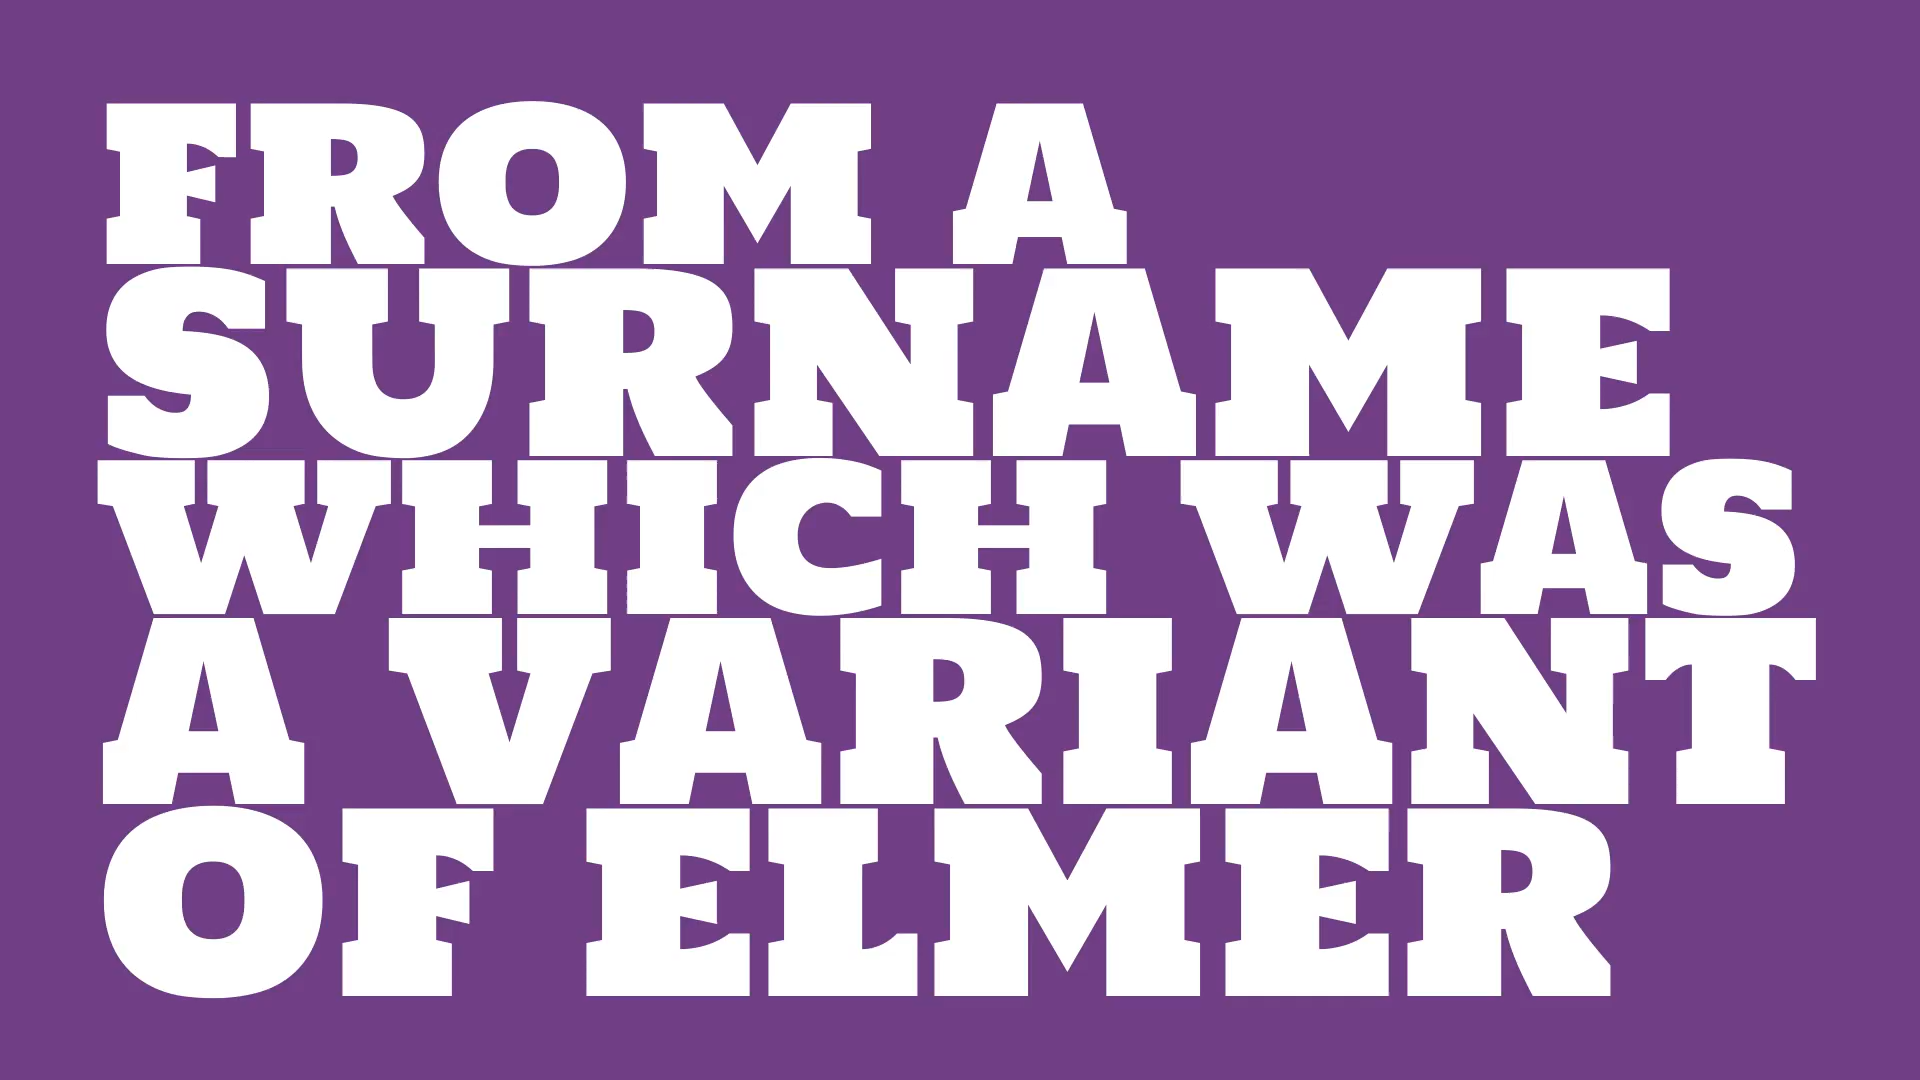 FROM A
SURNAME
WHICH WAS
A VARIANT
OF ELMER